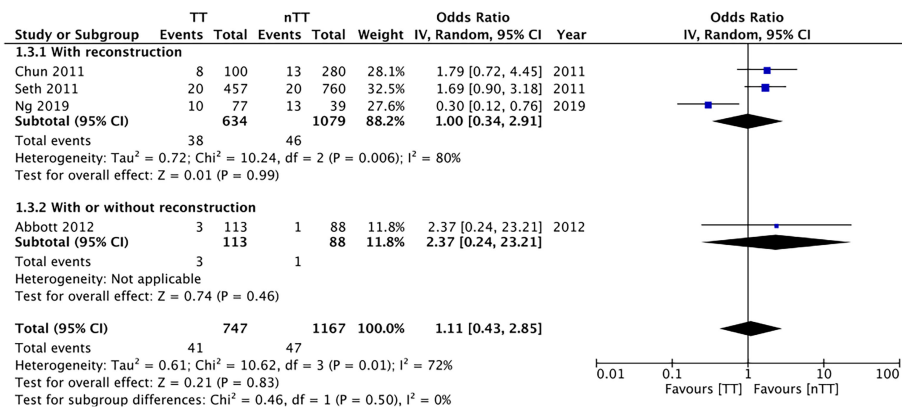 TT nTT Odds Ratio Odds Ratio
Study or Subgroup Events Total Events Total Weight IV, Random, 95% CI Year IV, Random, 95% CI
1.3.1 With reconstruction
Chun 2011 8 100 13 280 28.1% 1.79 [0.72, 4.45] 2011
Seth 2011 20 457 20 760 32.5% 1.69 [0.90, 3.18] 2011
Ng 2019 10 77 13 39 27.6% 0.30 [0.12, 0.76] 2019
Subtotal (95% CI) 634 1079 88.2% 1.00 [0.34, 2.91]
Total events 38 46
Heterogeneity: Tau² = 0.72; Chi² = 10.24, df = 2 (P = 0.006); I² = 80%
Test for overall effect: Z = 0.01 (P = 0.99)
1.3.2 With or without reconstruction
Abbott 2012 3 113 1 88 11.8% 2.37 [0.24, 23.21] 2012
Subtotal (95% CI) 113 88 11.8% 2.37 [0.24, 23.21]
Total events 3 1
Heterogeneity: Not applicable
Test for overall effect: Z = 0.74 (P = 0.46)
Total (95% CI) 747 1167 100.0% 1.11 [0.43, 2.85]
Total events 41 47
Heterogeneity: Tau² = 0.61; Chi² = 10.62, df = 3 (P = 0.01); I² = 72%
Test for overall effect: Z = 0.21 (P = 0.83)
Test for subgroup differences: Chi² = 0.46, df = 1 (P = 0.50), I² = 0%
0.01 0.1 1 10 100
Favours [TT] Favours [nTT]